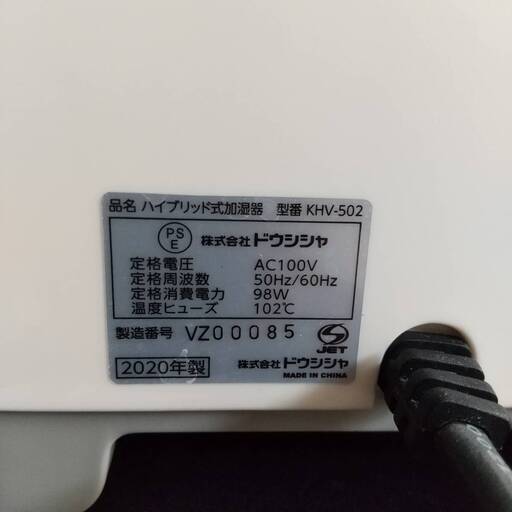 品名 ハイブリッド式加湿器 型番 KHV-502
PS
E
株式会社ドウシシャ
定格電圧 AC100V
定格周波数 50Hz/60Hz
定格消費電力 98W
温度ヒューズ 102℃
製造番号 VZ00085
JET
2020年製 株式会社ドウシシャ
MADE IN CHINA